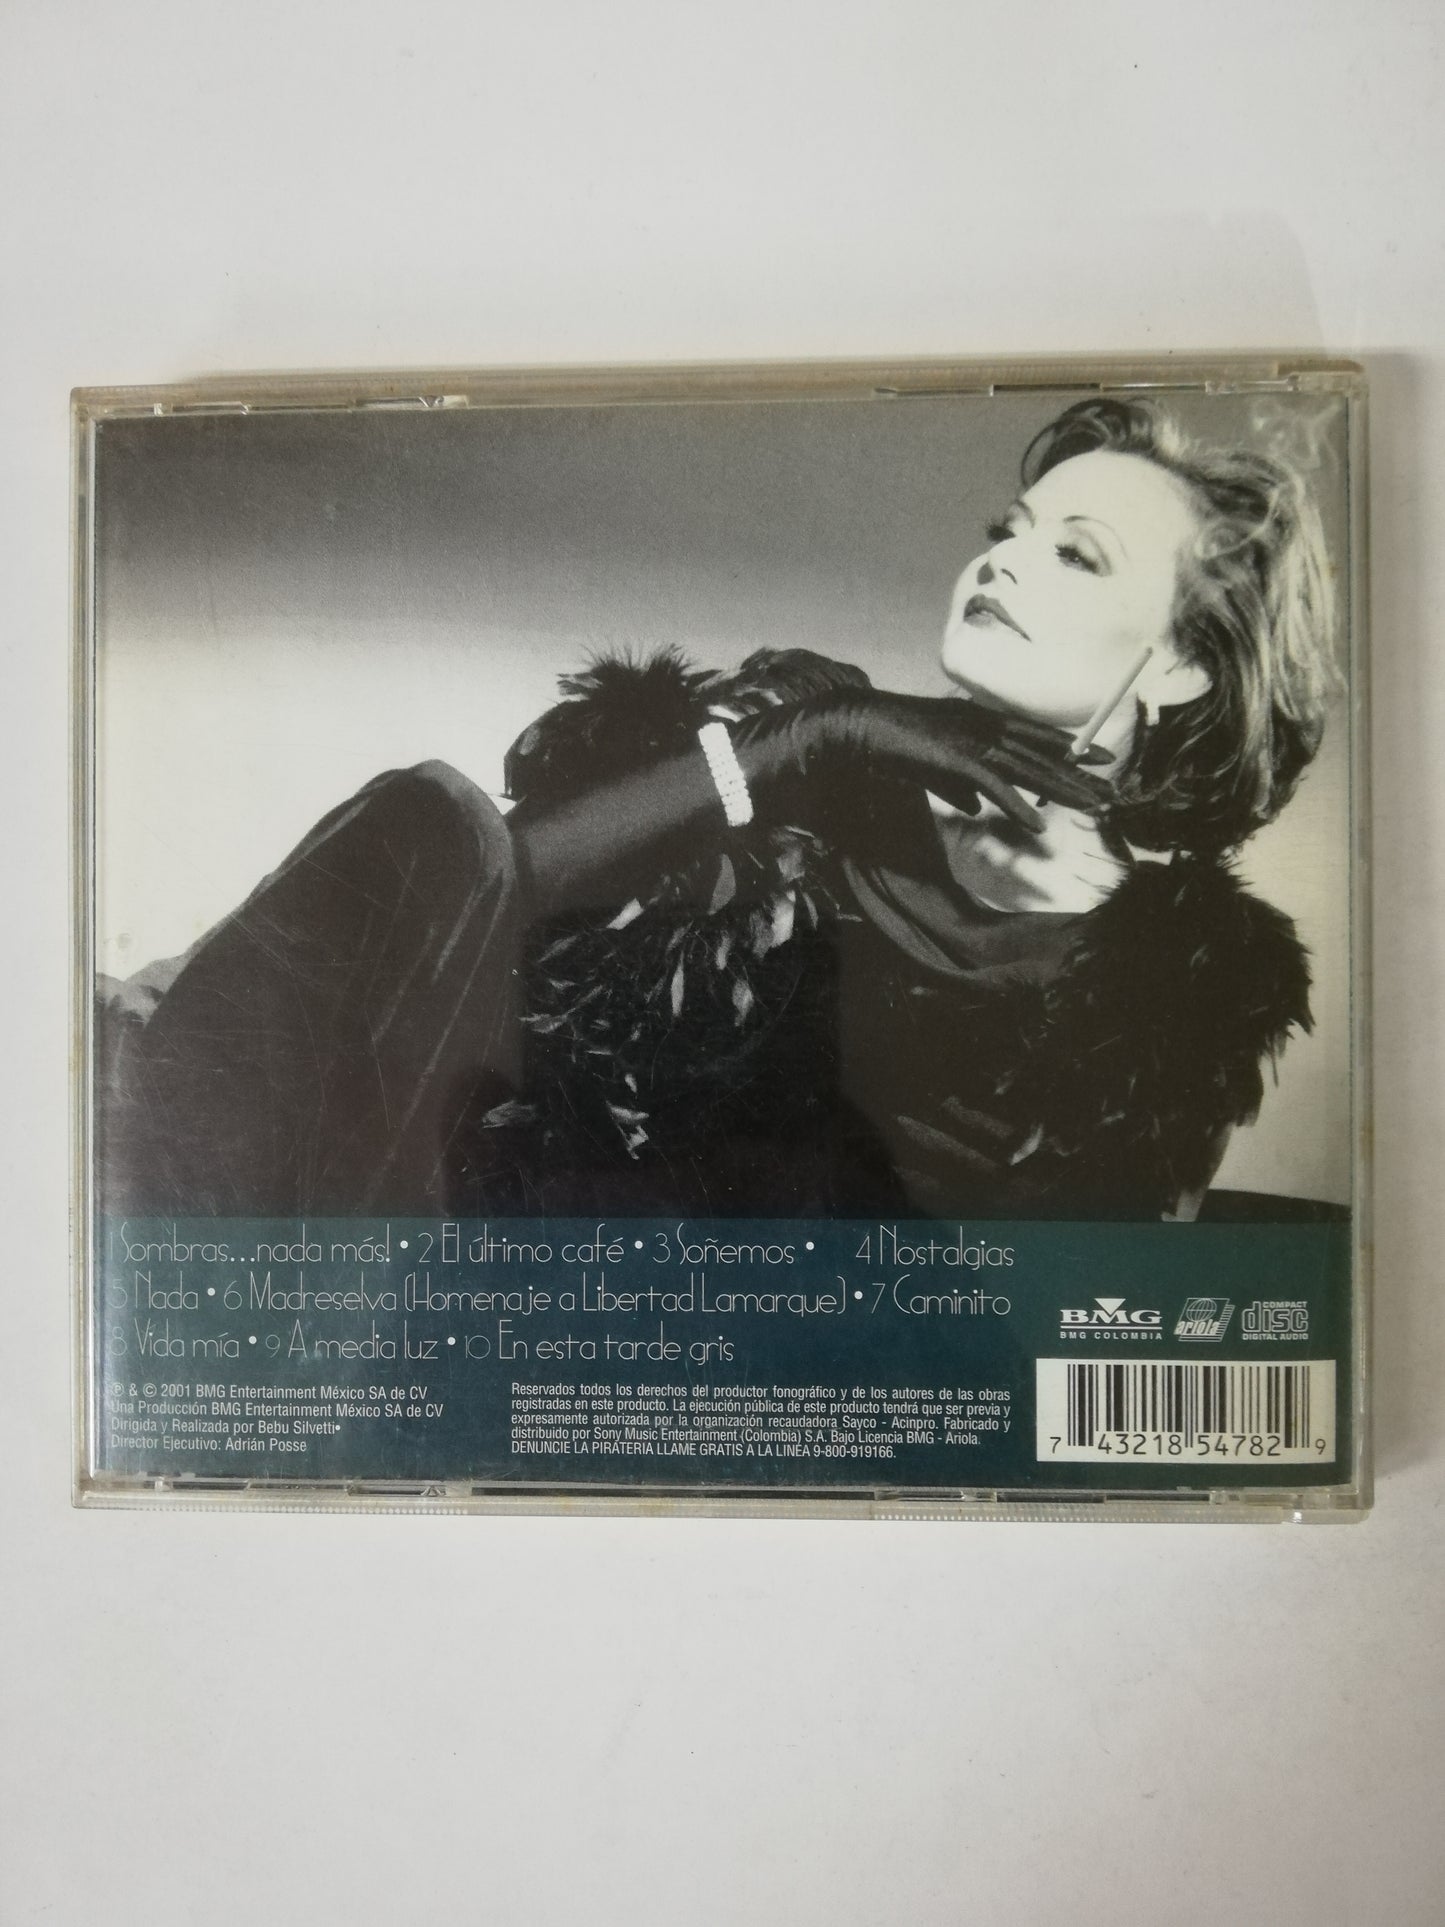 Sombras...nada más! • 2 El último café • 3 Soñemos • 4 Nostalgias
5 Nada • 6 Madreselva (Homenaje a Libertad Lamarque) • 7 Caminito
8 Vida mía • 9 A media luz • 10 En esta tarde gris
℗ & © 2001 BMG Entertainment México SA de CV
Una Producción BMG Entertainment México SA de CV
Dirigida y Realizada por Bebu Silvetti•
Director Ejecutivo: Adrián Posse
Reservados todos los derechos del productor fonográfico y de los autores de las obras
registradas en este producto. La ejecución pública de este producto tendrá que ser previa y
expresamente autorizada por la organización recaudadora Sayco - Acinpro. Fabricado y
distribuido por Sony Music Entertainment (Colombia) S.A. Bajo Licencia BMG - Ariola.
DENUNCIE LA PIRATERIA LLAME GRATIS A LA LINEA 9-800-919166.
BMG
BMG COLOMBIA
ariola
COMPACT
disc
DIGITAL AUDIO
7 43218 54782 9